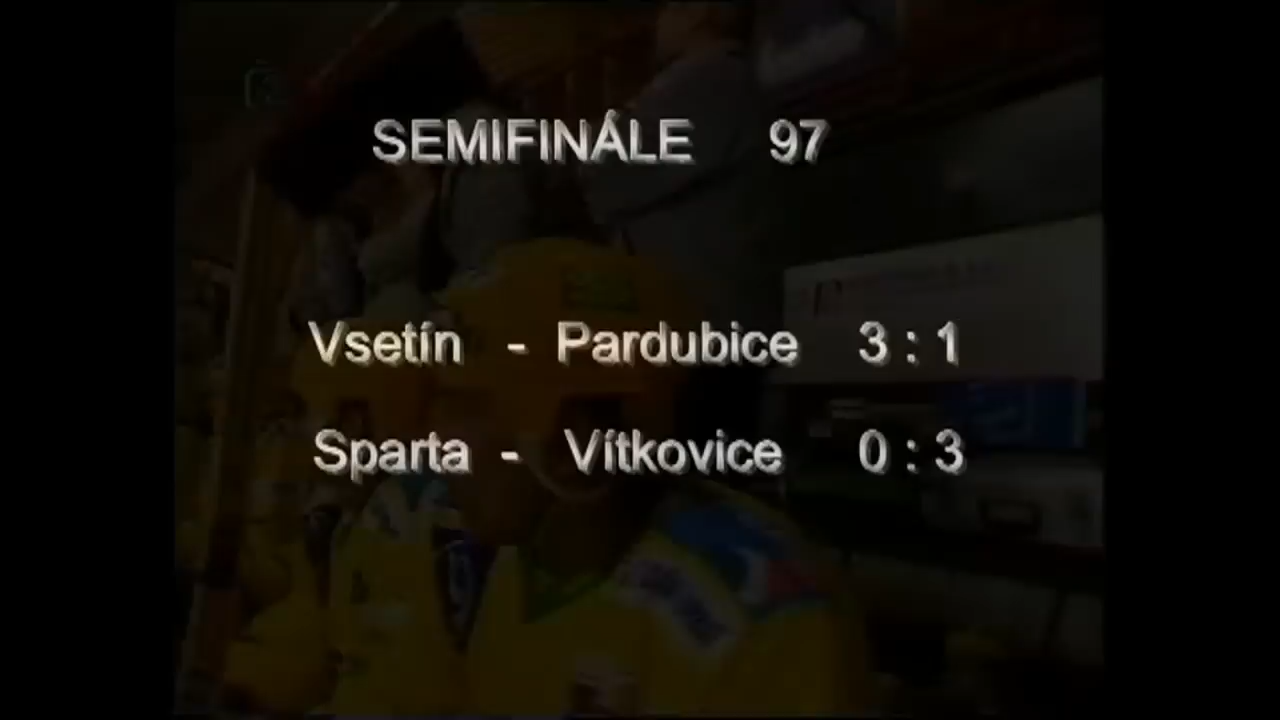 SEMIFINÁLE 97
Vsetín - Pardubice 3 : 1
Sparta - Vítkovice 0 : 3